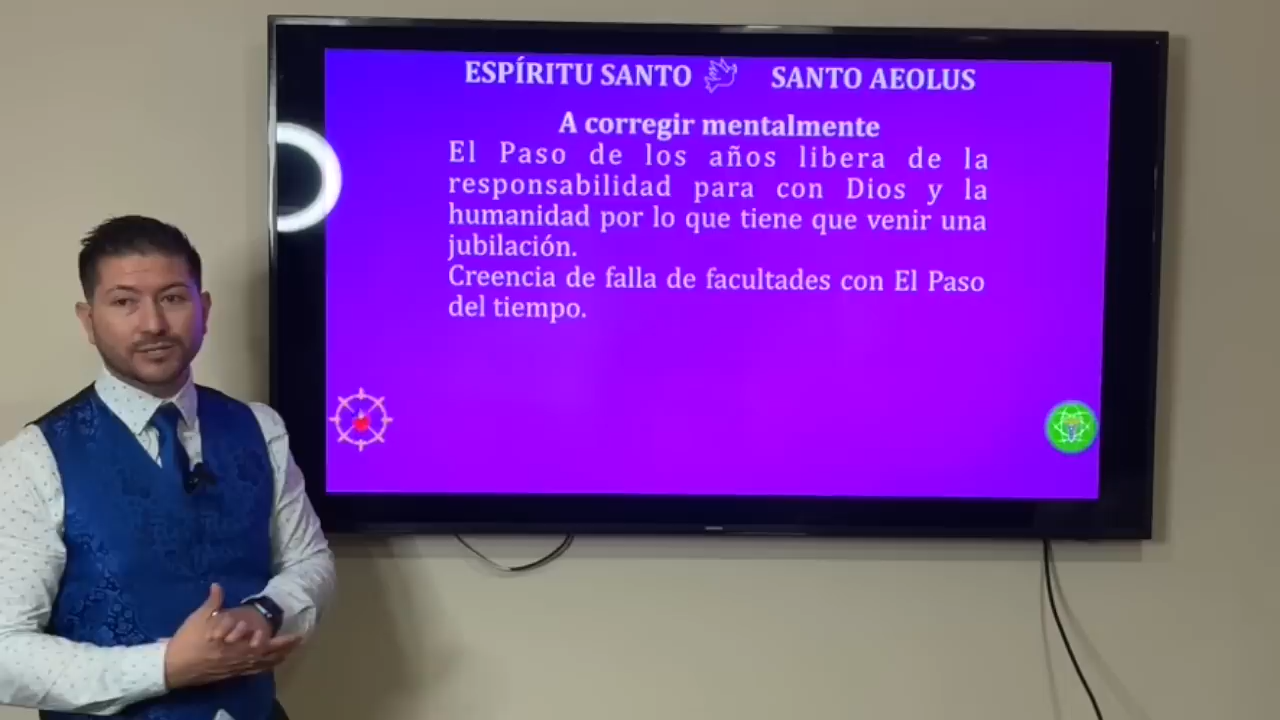 ESPÍRITU SANTO SANTO AEOLUS
A corregir mentalmente
El Paso de los años libera de la
responsabilidad para con Dios y la
humanidad por lo que tiene que venir una
jubilación.
Creencia de falla de facultades con El Paso
del tiempo.